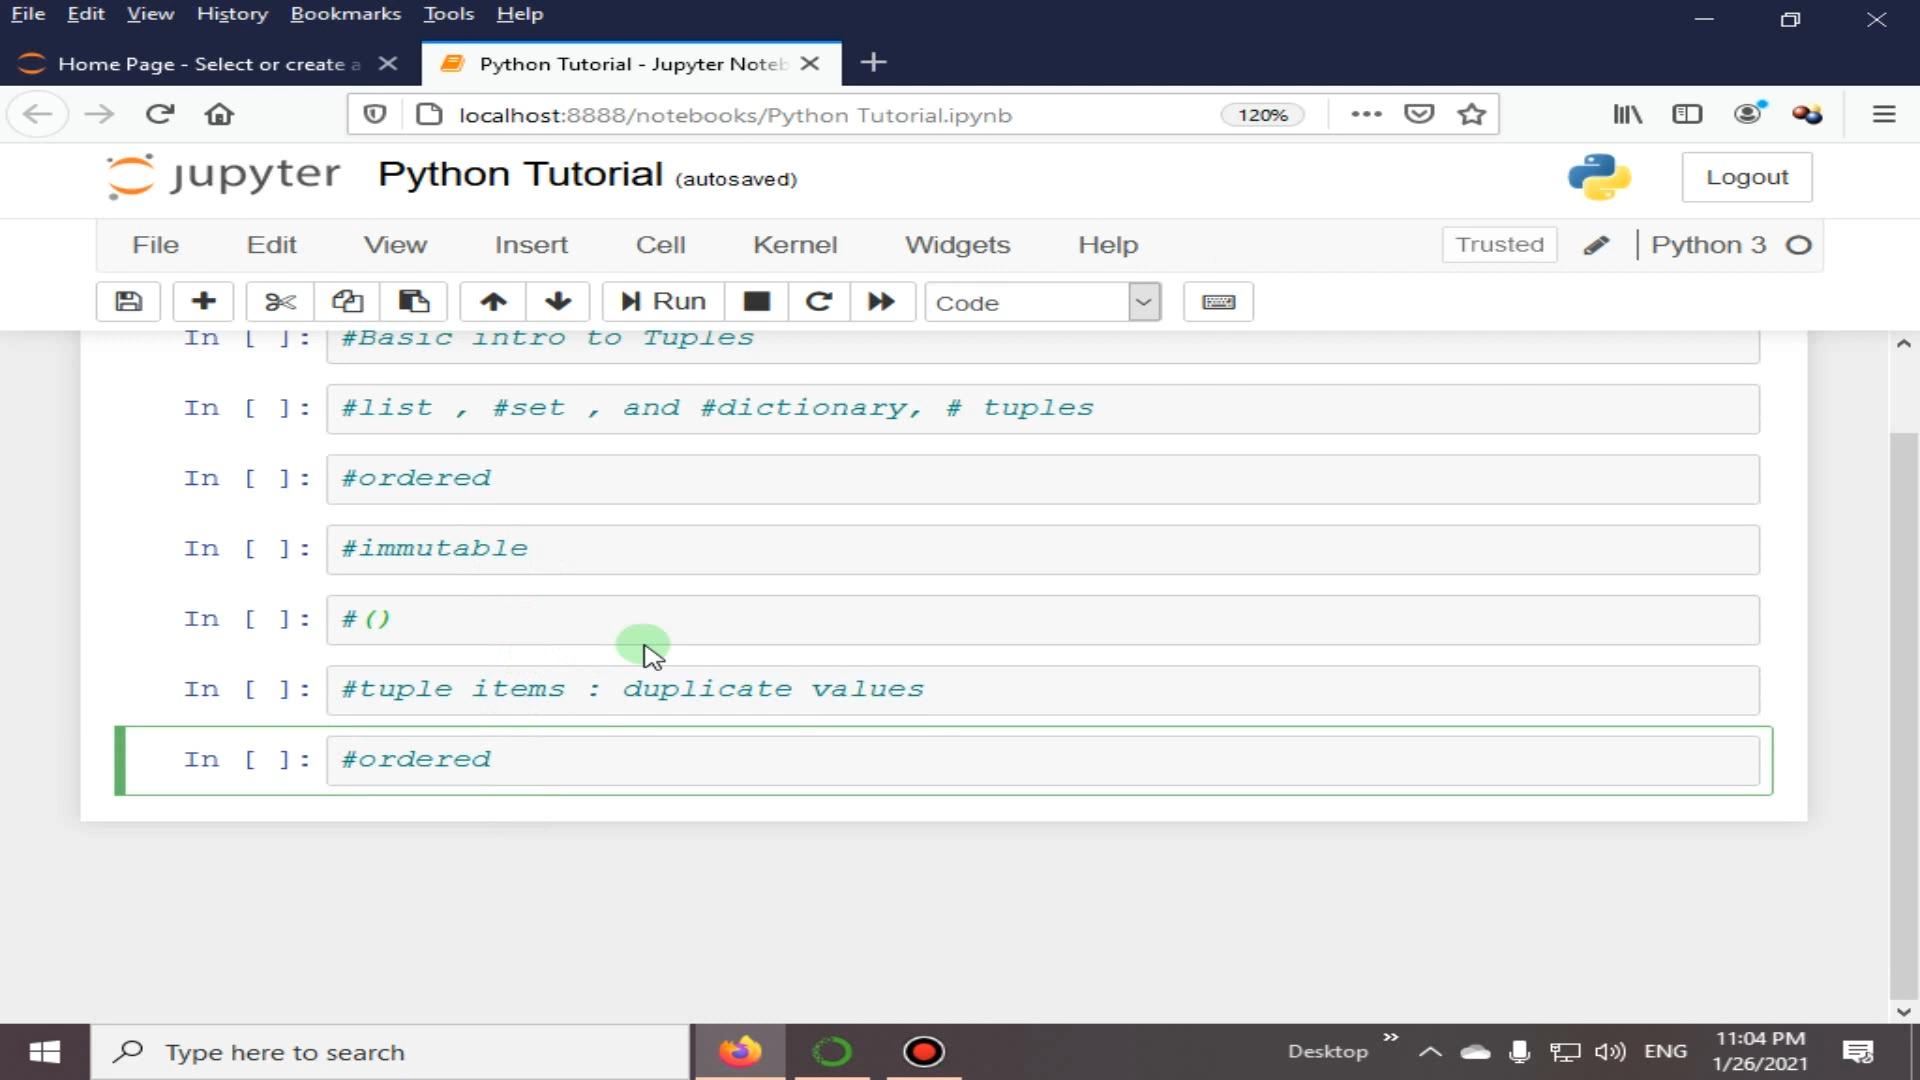 File Edit View History Bookmarks Tools Help
Home Page - Select or create a
Python Tutorial - Jupyter Noteb
localhost:8888/notebooks/Python Tutorial.ipynb 120%
jupyter Python Tutorial (autosaved) Logout
File Edit View Insert Cell Kernel Widgets Help Trusted Python 3
Run Code
In [ ]: #Basic intro to Tuples
In [ ]: #list , #set , and #dictionary, # tuples
In [ ]: #ordered
In [ ]: #immutable
In [ ]: #()
In [ ]: #tuple items : duplicate values
In [ ]: #ordered
Type here to search Desktop ENG 11:04 PM
1/26/2021